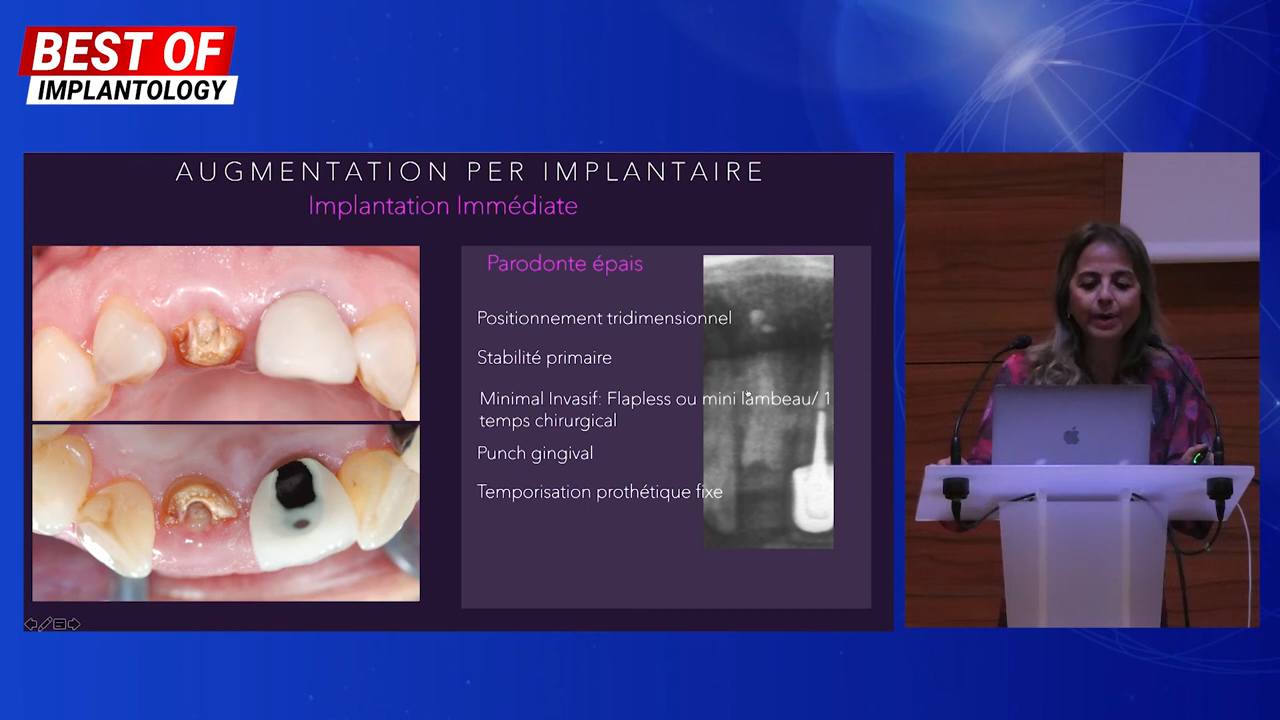 BEST OF
IMPLANTOLOGY
AUGMENTATION PER IMPLANTAIRE
Implantation Immédiate
Parodonte épais
Positionnement tridimensionnel
Stabilité primaire
Minimal Invasif: Flapless ou mini lambeau/ 1
temps chirurgical
Punch gingival
Temporisation prothétique fixe